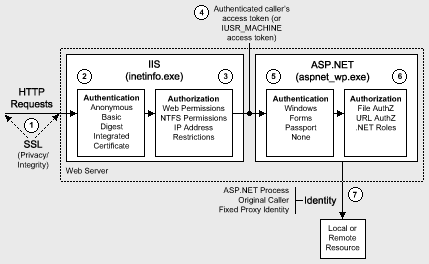 4
Authenticated caller's
access token (or
IUSR_MACHINE
access token)
IIS
(inetinfo.exe)
ASP.NET
(aspnet_wp.exe)
HTTP
Requests
1
SSL
(Privacy/
Integrity)
2
Authentication
Anonymous
Basic
Digest
Integrated
Certificate
3
Authorization
Web Permissions
NTFS Permissions
IP Address
Restrictions
5
Authentication
Windows
Forms
Passport
None
6
Authorization
File AuthZ
URL AuthZ
.NET Roles
Web Server
ASP.NET Process
Original Caller
Fixed Proxy Identity
Identity
7
Local or
Remote
Resource